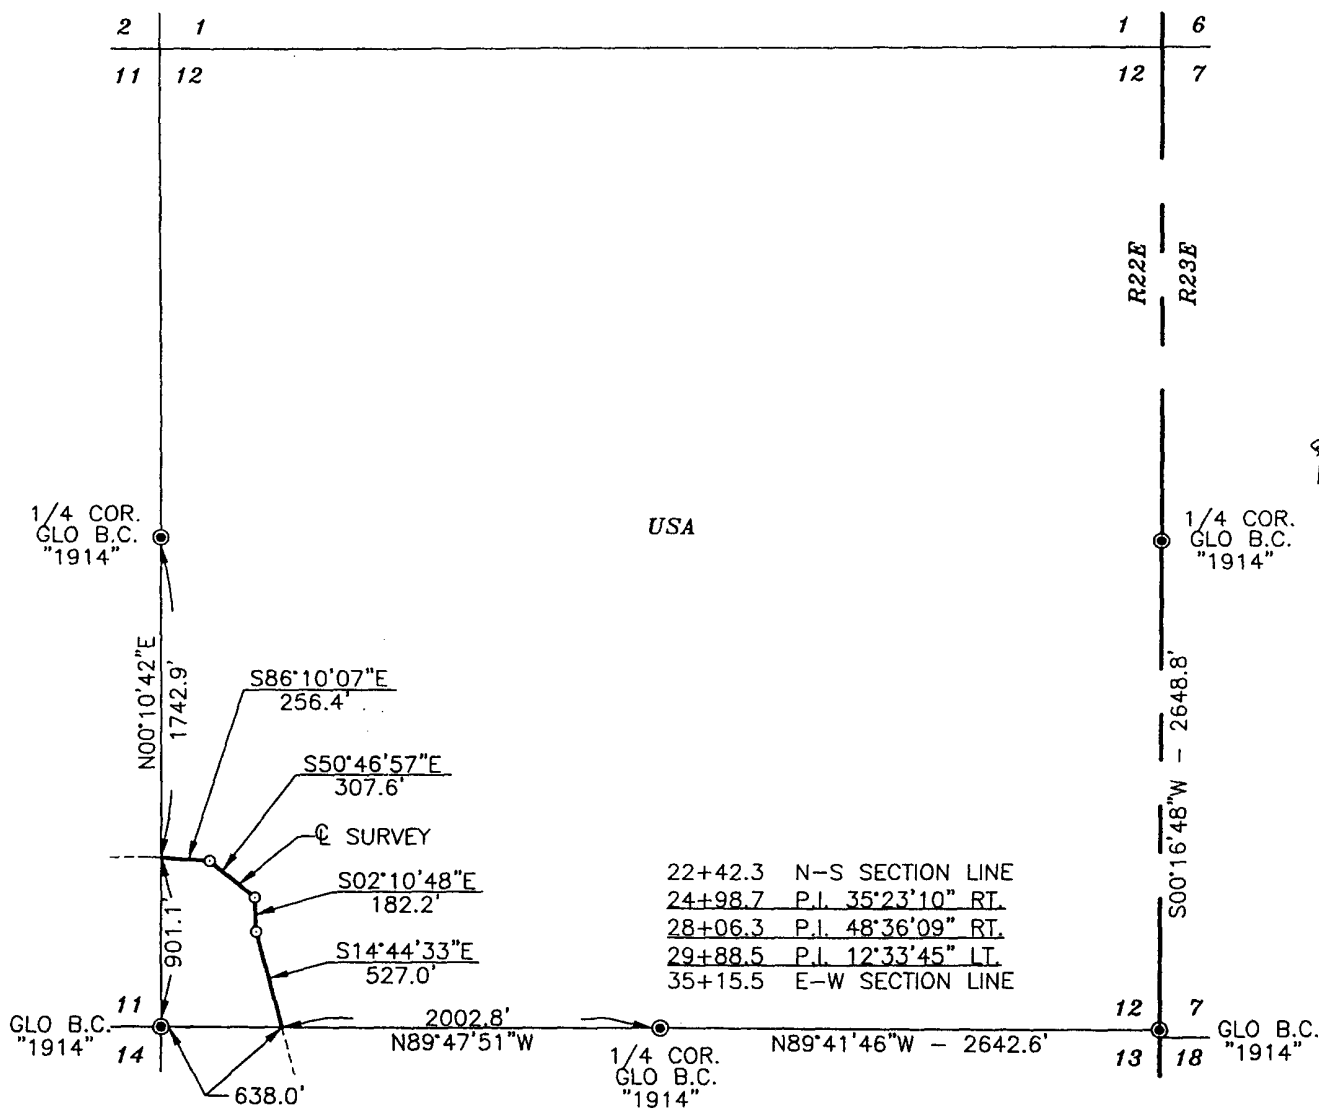 2 1
1 6
11 12
12 7
R22E
R23E
1/4 COR.
GLO B.C.
"1914"
USA
1/4 COR.
GLO B.C.
"1914"
N00°10'42"E
1742.9'
S86°10'07"E
256.4'
S50°46'57"E
307.6'
℄ SURVEY
S02°10'48"E
182.2'
S14°44'33"E
527.0'
901.1'
S00°16'48"W - 2648.8'
22+42.3 N-S SECTION LINE
24+98.7 P.I. 35°23'10" RT.
28+06.3 P.I. 48°36'09" RT.
29+88.5 P.I. 12°33'45" LT.
35+15.5 E-W SECTION LINE
11
GLO B.C.
"1914"
14
2002.8'
N89°47'51"W
638.0'
1/4 COR.
GLO B.C.
"1914"
N89°41'46"W - 2642.6'
12 7
13 18
GLO B.C.
"1914"